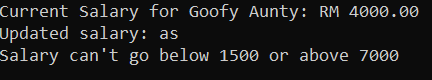 Current Salary for Goofy Aunty: RM 4000.00
Updated salary: as
Salary can't go below 1500 or above 7000